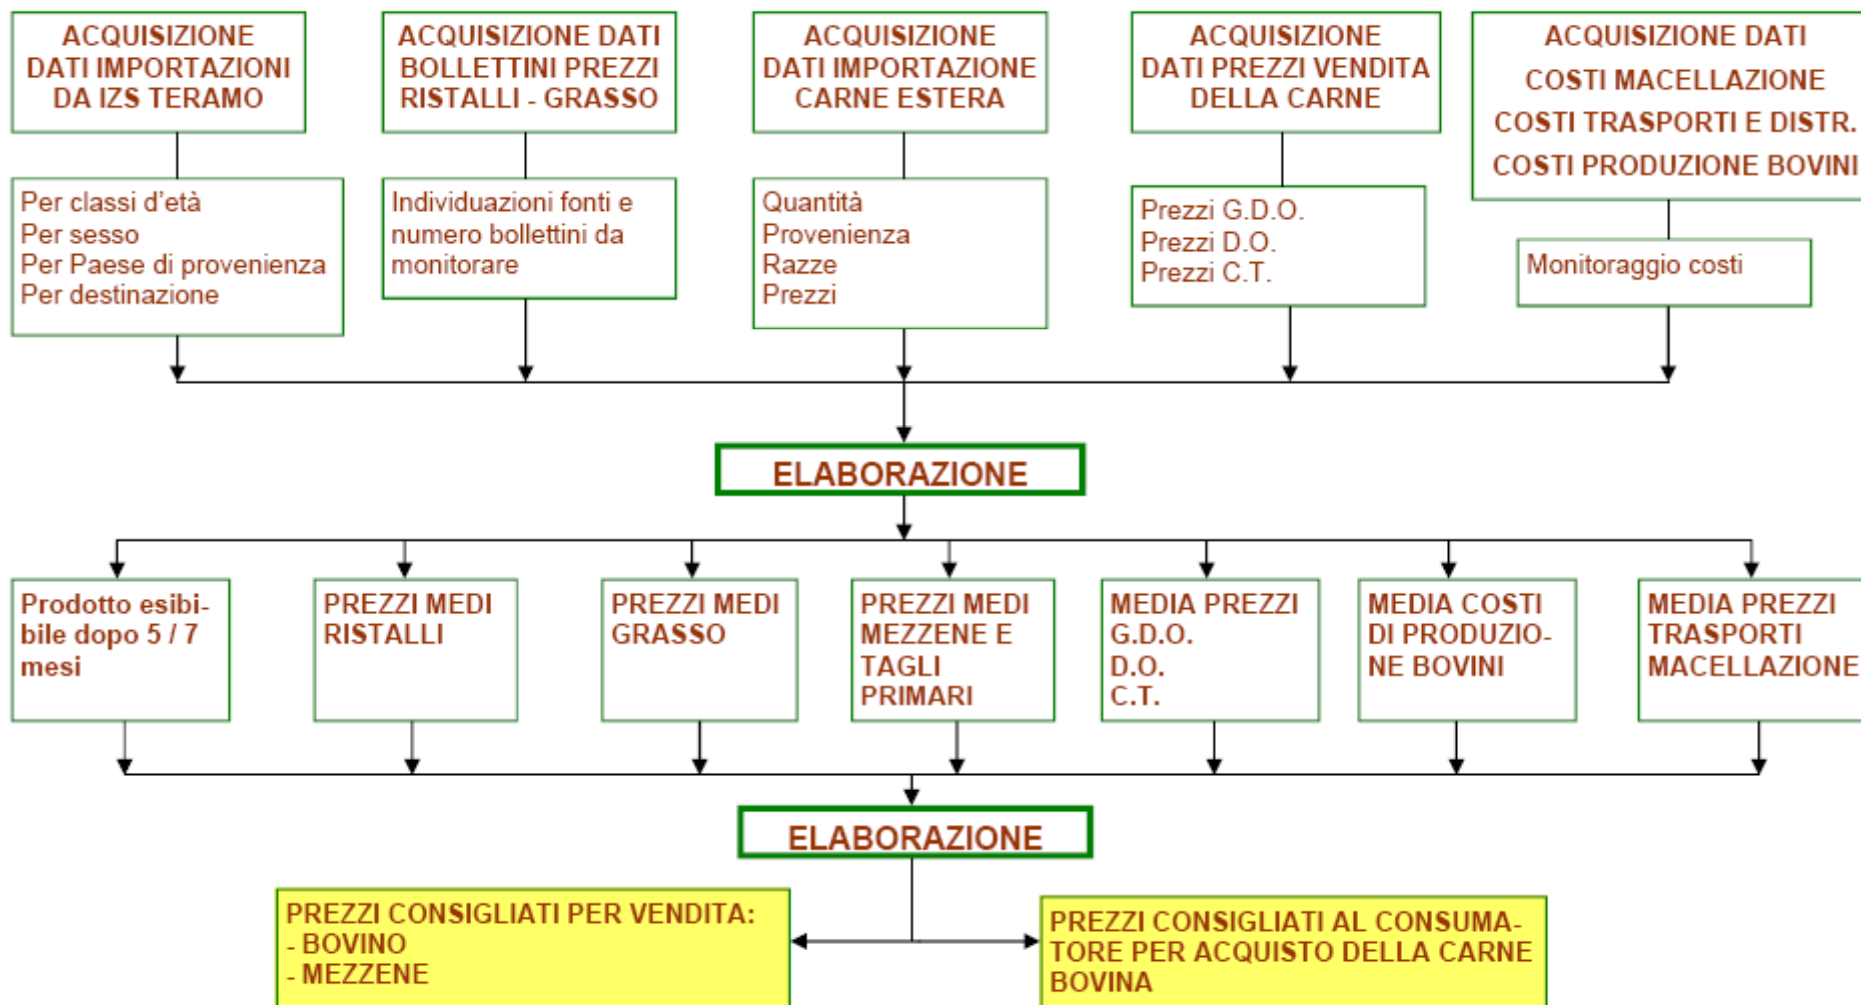 ACQUISIZIONE
DATI IMPORTAZIONI
DA IZS TERAMO
ACQUISIZIONE DATI
BOLLETTINI PREZZI
RISTALLI - GRASSO
ACQUISIZIONE
DATI IMPORTAZIONE
CARNE ESTERA
ACQUISIZIONE
DATI PREZZI VENDITA
DELLA CARNE
ACQUISIZIONE DATI
COSTI MACELLAZIONE
COSTI TRASPORTI E DISTR.
COSTI PRODUZIONE BOVINI
Per classi d'età
Per sesso
Per Paese di provenienza
Per destinazione
Individuazioni fonti e
numero bollettini da
monitorare
Quantità
Provenienza
Razze
Prezzi
Prezzi G.D.O.
Prezzi D.O.
Prezzi C.T.
Monitoraggio costi
ELABORAZIONE
Prodotto esibi-
bile dopo 5 / 7
mesi
PREZZI MEDI
RISTALLI
PREZZI MEDI
GRASSO
PREZZI MEDI
MEZZENE E
TAGLI
PRIMARI
MEDIA PREZZI
G.D.O.
D.O.
C.T.
MEDIA COSTI
DI PRODUZIO-
NE BOVINI
MEDIA PREZZI
TRASPORTI
MACELLAZIONE
ELABORAZIONE
PREZZI CONSIGLIATI PER VENDITA:
- BOVINO
- MEZZENE
PREZZI CONSIGLIATI AL CONSUMA-
TORE PER ACQUISTO DELLA CARNE
BOVINA